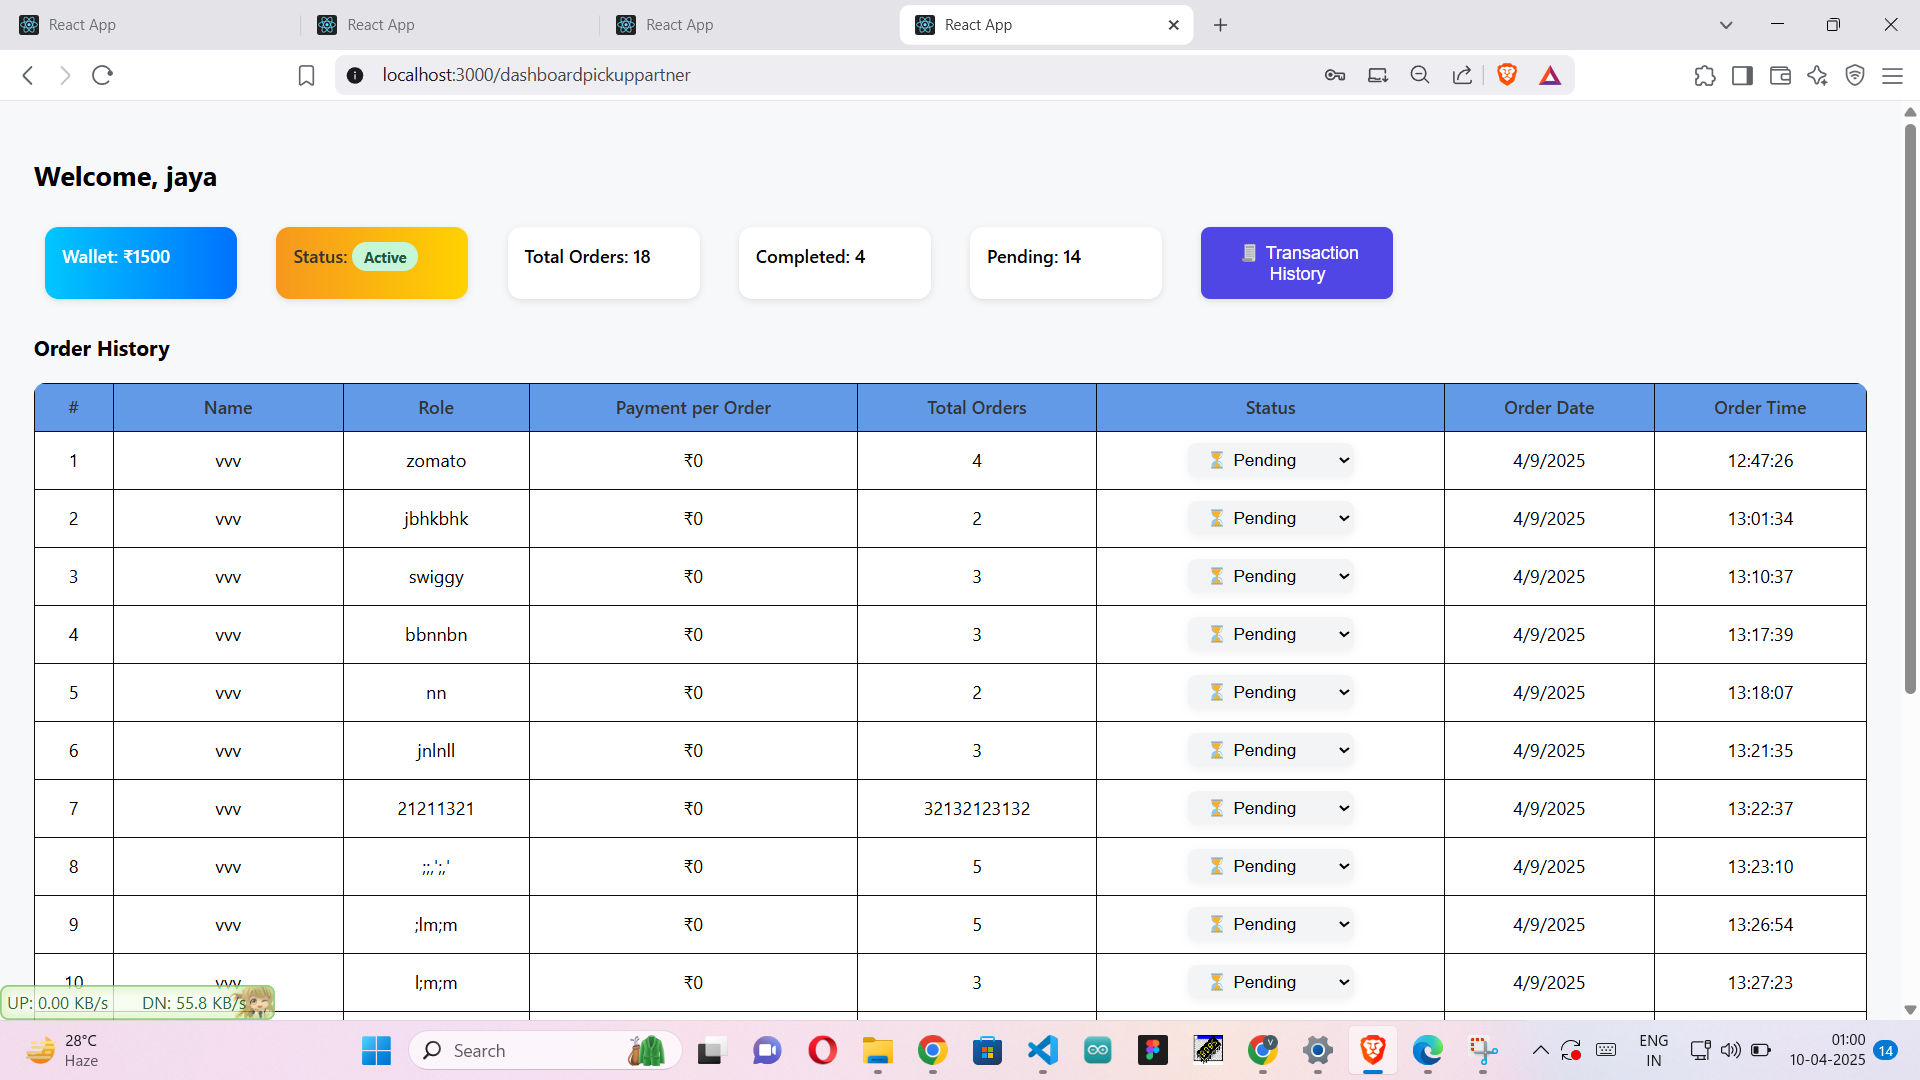 React App
React App
React App
React App
localhost:3000/dashboardpickuppartner
Welcome, jaya
Wallet: ₹1500
Status: Active
Total Orders: 18
Completed: 4
Pending: 14
Transaction
History
Order History
# Name Role Payment per Order Total Orders Status Order Date Order Time
1 vvv zomato ₹0 4 Pending 4/9/2025 12:47:26
2 vvv jbhkbhk ₹0 2 Pending 4/9/2025 13:01:34
3 vvv swiggy ₹0 3 Pending 4/9/2025 13:10:37
4 vvv bbnnbn ₹0 3 Pending 4/9/2025 13:17:39
5 vvv nn ₹0 2 Pending 4/9/2025 13:18:07
6 vvv jnlnll ₹0 3 Pending 4/9/2025 13:21:35
7 vvv 21211321 ₹0 32132123132 Pending 4/9/2025 13:22:37
8 vvv ;;,';,' ₹0 5 Pending 4/9/2025 13:23:10
9 vvv ;lm;m ₹0 5 Pending 4/9/2025 13:26:54
10 vvv l;m;m ₹0 3 Pending 4/9/2025 13:27:23
UP: 0.00 KB/s DN: 55.8 KB/s
28°C
Haze
Search
ENG
IN
01:00
10-04-2025
14